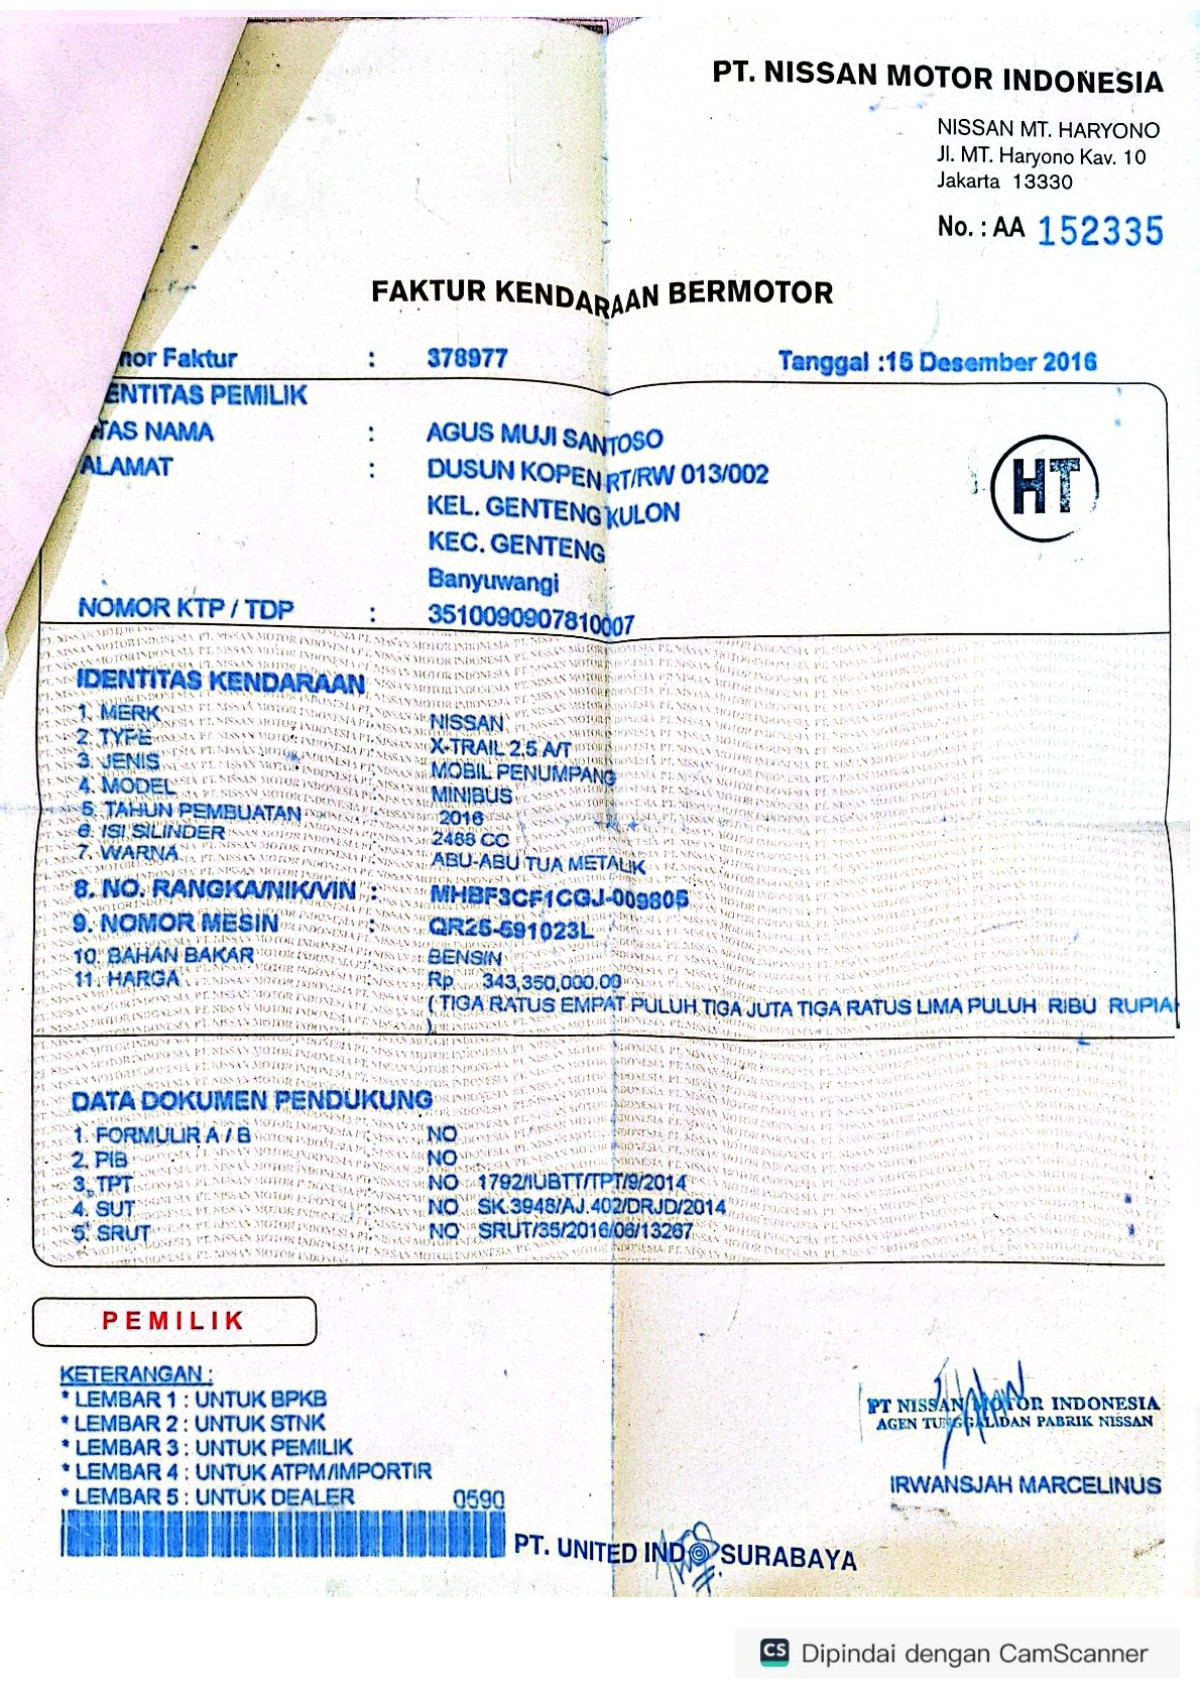 PT. NISSAN MOTOR INDONESIA
NISSAN MT. HARYONO
Jl. MT. Haryono Kav. 10
Jakarta 13330
No. : AA 152335
FAKTUR KENDARAAN BERMOTOR
nor Faktur : 378977 Tanggal :15 Desember 2016
ENTITAS PEMILIK
TAS NAMA : AGUS MUJI SANTOSO
ALAMAT : DUSUN KOPEN RT/RW 013/002
HT
KEL. GENTENG KULON
KEC. GENTENG
Banyuwangi
NOMOR KTP / TDP : 3510090907810007
IDENTITAS KENDARAAN
1. MERK : NISSAN
2. TYPE : X-TRAIL 2.5 A/T
3. JENIS : MOBIL PENUMPANG
4. MODEL : MINIBUS
5. TAHUN PEMBUATAN : 2016
6. ISI SILINDER : 2488 CC
7. WARNA : ABU-ABU TUA METALIK
8. NO. RANGKA/NIK/VIN : MHBF3CF1CGJ-009805
9. NOMOR MESIN : QR25-591023L
10. BAHAN BAKAR : BENSIN
11. HARGA : Rp 343,350,000.00
( TIGA RATUS EMPAT PULUH TIGA JUTA TIGA RATUS LIMA PULUH RIBU RUPIAH
)
DATA DOKUMEN PENDUKUNG
1. FORMULIR A / B : NO
2. PIB : NO
3. TPT : NO 1792/IUBTT/TPT/9/2014
4. SUT : NO SK.3948/AJ.402/DRJD/2014
5. SRUT : NO SRUT/35/2016/06/13267
PEMILIK
KETERANGAN :
* LEMBAR 1 : UNTUK BPKB
* LEMBAR 2 : UNTUK STNK
* LEMBAR 3 : UNTUK PEMILIK
* LEMBAR 4 : UNTUK ATPM/IMPORTIR
* LEMBAR 5 : UNTUK DEALER 0590
PT NISSAN MOTOR INDONESIA
AGEN TUNGGAL DAN PABRIK NISSAN
IRWANSJAH MARCELINUS
PT. UNITED INDO SURABAYA
CS Dipindai dengan CamScanner